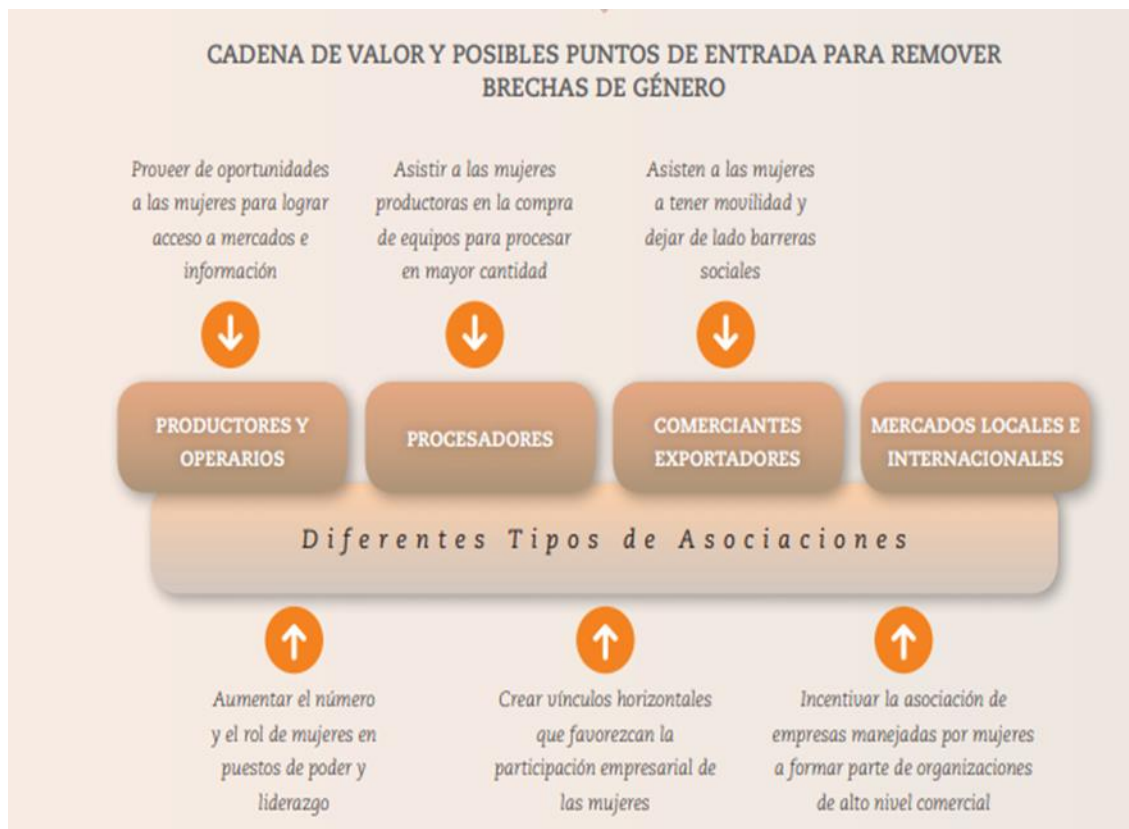 CADENA DE VALOR Y POSIBLES PUNTOS DE ENTRADA PARA REMOVER
BRECHAS DE GÉNERO
Proveer de oportunidades
a las mujeres para lograr
acceso a mercados e
información
Asistir a las mujeres
productoras en la compra
de equipos para procesar
en mayor cantidad
Asisten a las mujeres
a tener movilidad y
dejar de lado barreras
sociales
PRODUCTORES Y
OPERARIOS
PROCESADORES
COMERCIANTES
EXPORTADORES
MERCADOS LOCALES E
INTERNACIONALES
Diferentes Tipos de Asociaciones
Aumentar el número
y el rol de mujeres en
puestos de poder y
liderazgo
Crear vínculos horizontales
que favorezcan la
participación empresarial de
las mujeres
Incentivar la asociación de
empresas manejadas por mujeres
a formar parte de organizaciones
de alto nivel comercial